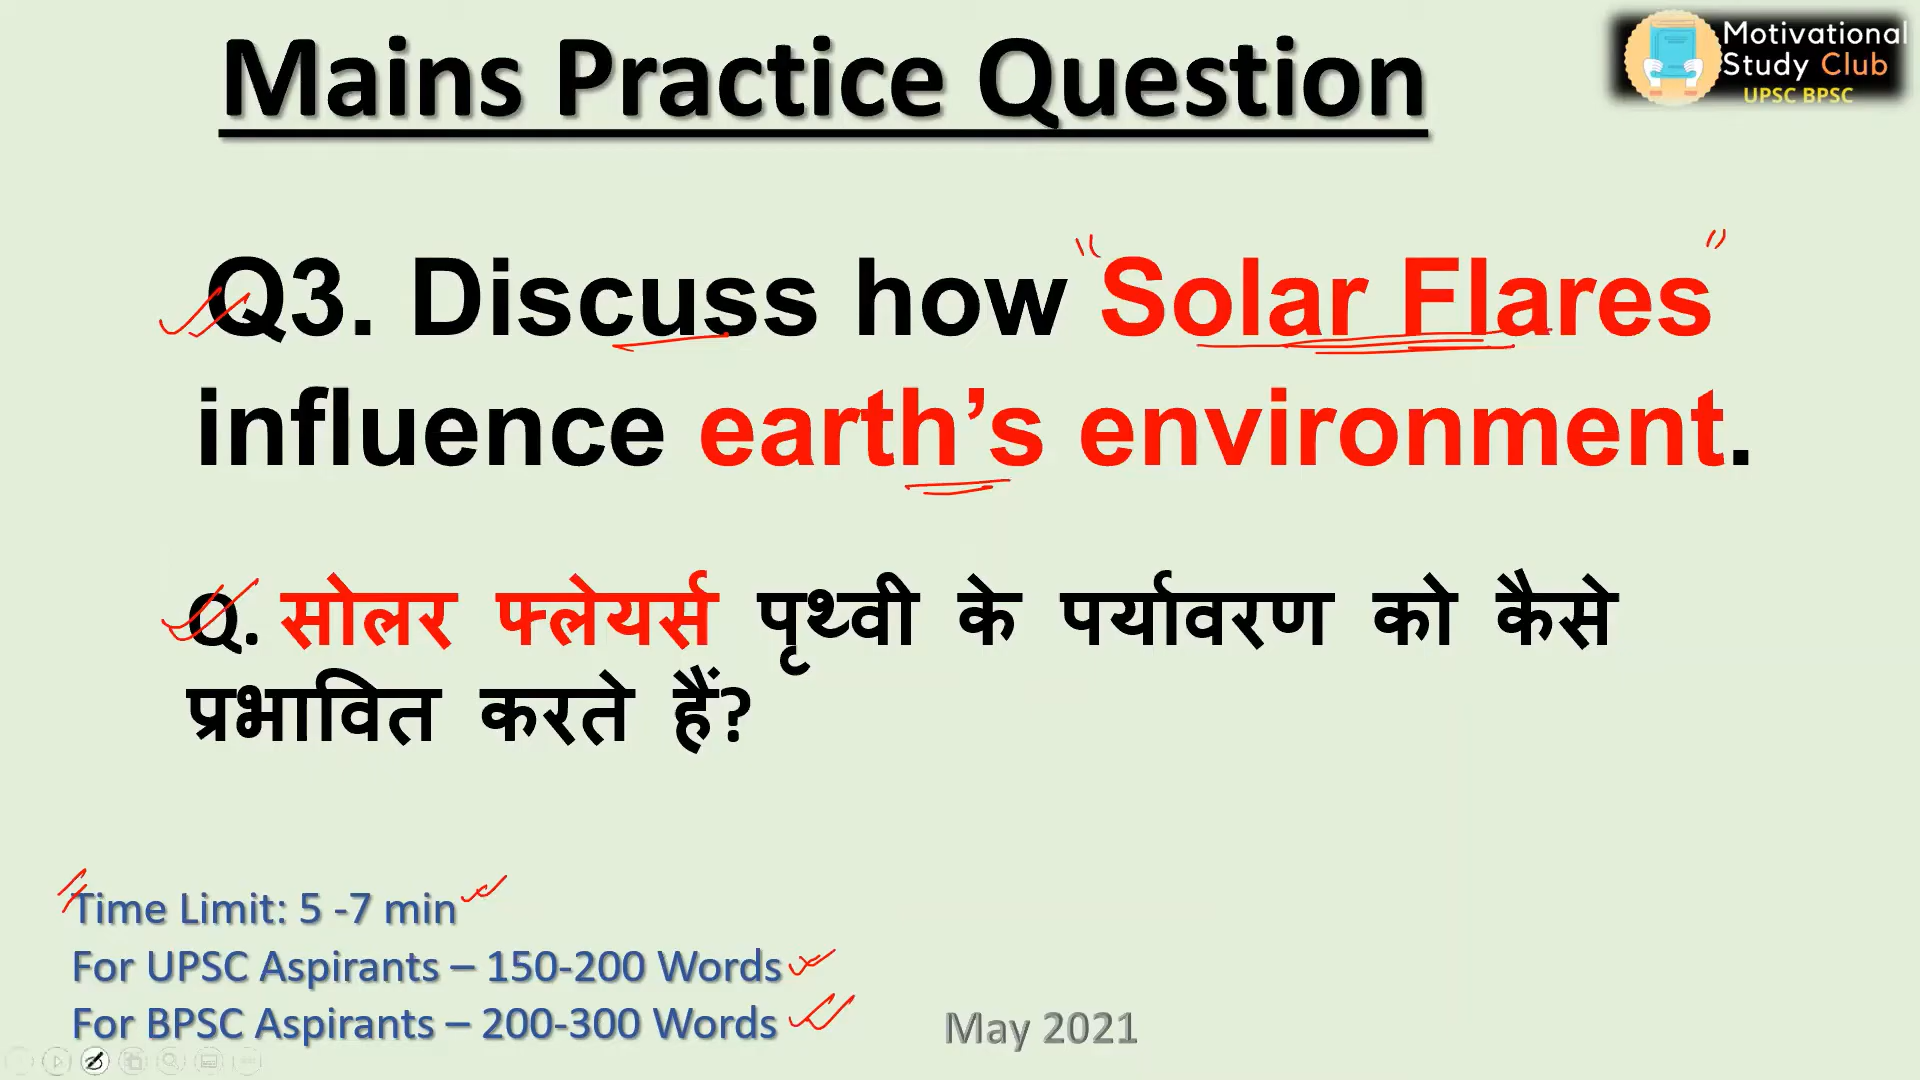 Mains Practice Question
Motivational
Study Club
UPSC BPSC
Q3. Discuss how "Solar Flares"
influence earth's environment.
Q. सोलर फ्लेयर्स पृथ्वी के पर्यावरण को कैसे
प्रभावित करते हैं?
Time Limit: 5 -7 min
For UPSC Aspirants – 150-200 Words
For BPSC Aspirants – 200-300 Words
May 2021